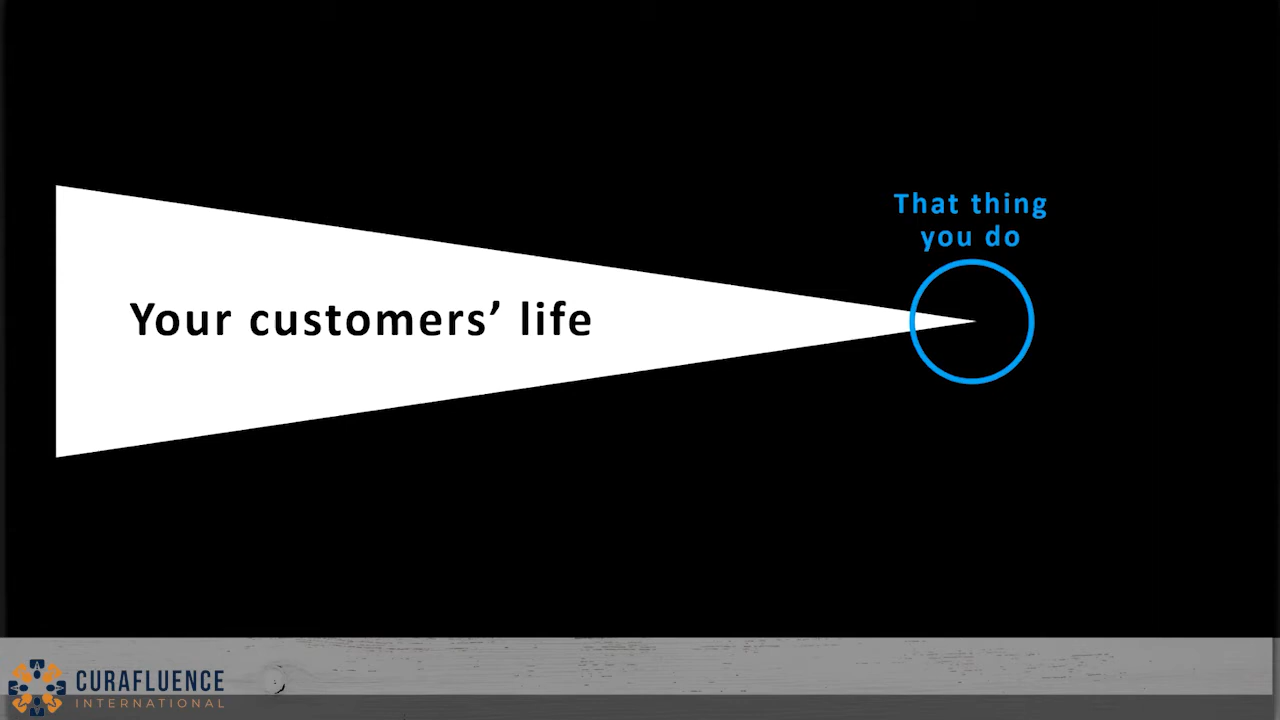 That thing
you do
Your customers’ life
CURAFLUENCE
INTERNATIONAL